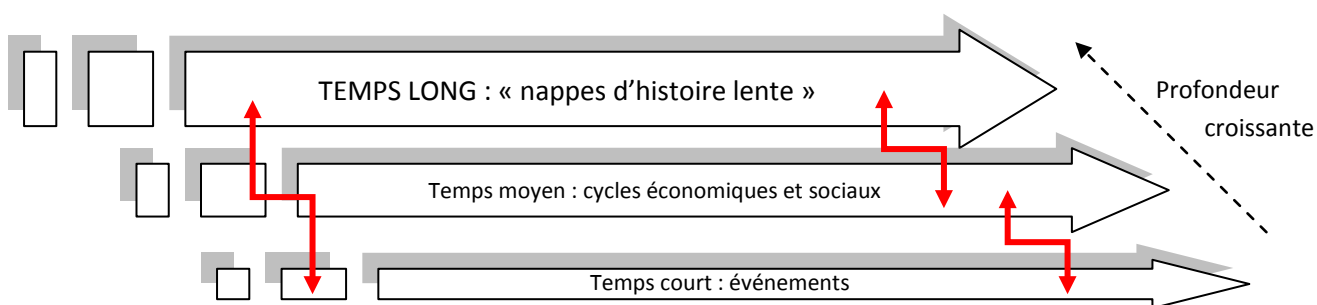 TEMPS LONG : « nappes d’histoire lente »
Profondeur
croissante
Temps moyen : cycles économiques et sociaux
Temps court : événements